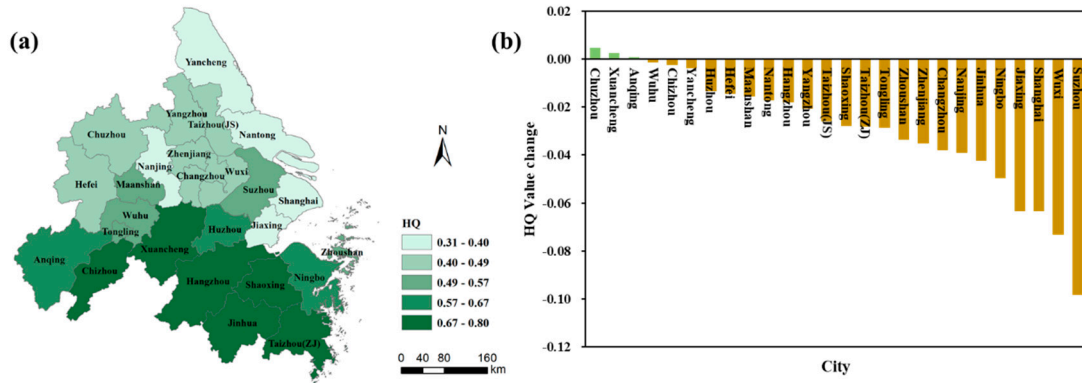 (a)
Yancheng
Yangzhou
Taizhou(JS)
Chuzhou
Nantong
Zhenjiang
Nanjing
Wuxi
Hefei
Maanshan
Changzhou
Suzhou
Shanghai
Wuhu
Jiaxing
Tongling
Huzhou
Xuancheng
Zhoushan
Anqing
Chizhou
Ningbo
Hangzhou
Shaoxing
Jinhua
Taizhou(ZJ)
N
HQ
0.31 - 0.40
0.40 - 0.49
0.49 - 0.57
0.57 - 0.67
0.67 - 0.80
0 40 80 160
km
(b)
HQ Value change
0.02
0.00
-0.02
-0.04
-0.06
-0.08
-0.10
-0.12
Chuzhou
Xuancheng
Anqing
Wuhu
Chizhou
Yancheng
Huzhou
Hefei
Maanshan
Nantong
Hangzhou
Yangzhou
Taizhou(JS)
Shaoxing
Taizhou(ZJ)
Tongling
Zhoushan
Zhenjiang
Changzhou
Nanjing
Jinhua
Ningbo
Jiaxing
Shanghai
Wuxi
Suzhou
City